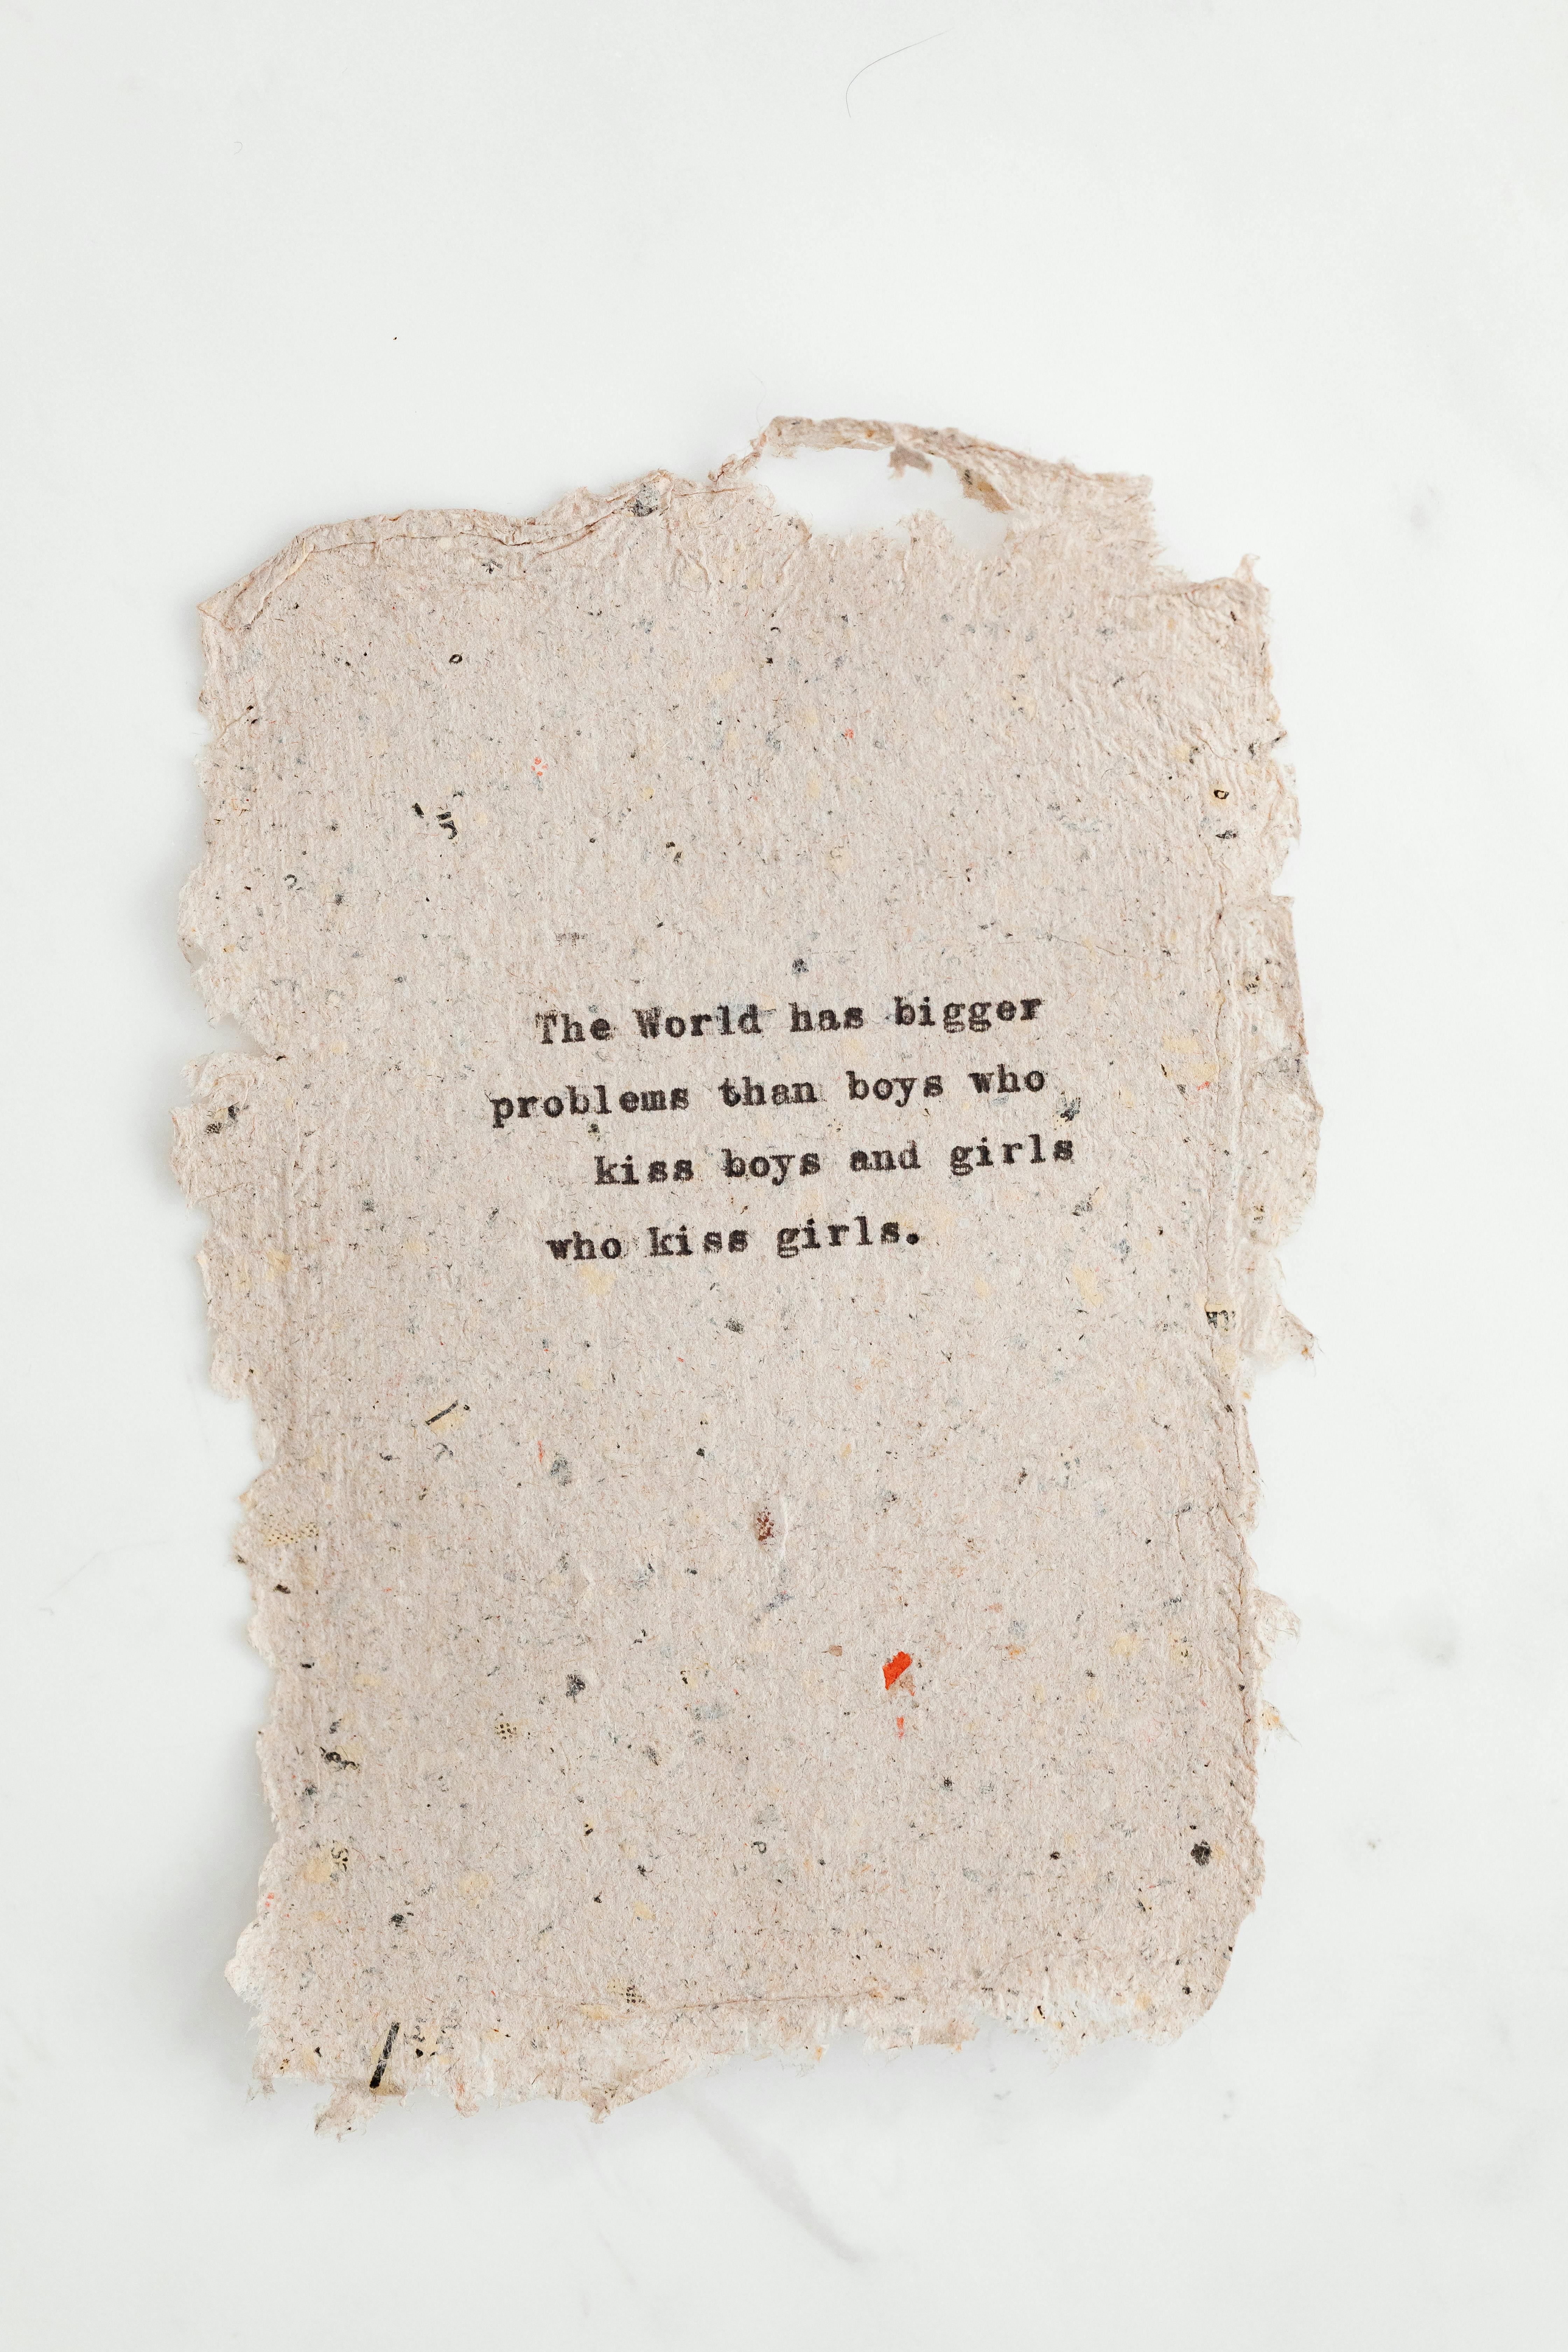 The World has bigger
problems than boys who
kiss boys and girls
who kiss girls.